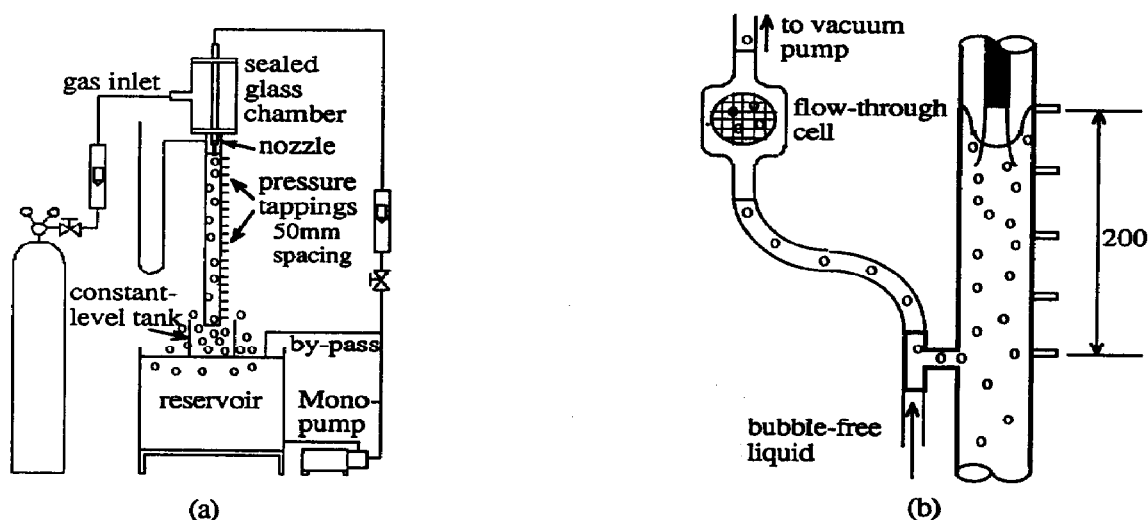 gas inlet
sealed
glass
chamber
nozzle
pressure
tappings
50mm
spacing
constant-
level tank
by-pass
reservoir
Mono-
pump
(a)
to vacuum
pump
flow-through
cell
200
bubble-free
liquid
(b)